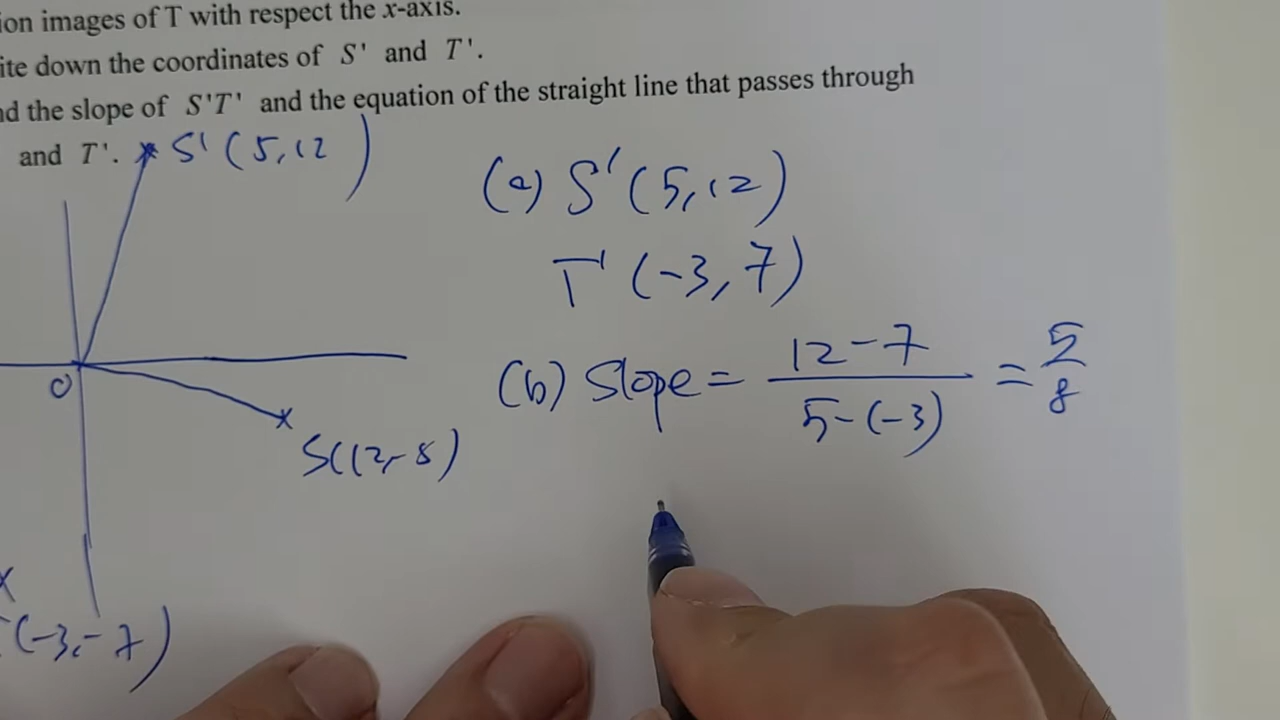 ion images of T with respect the x-axis.
ite down the coordinates of S' and T'.
nd the slope of S'T' and the equation of the straight line that passes through
and T'.
S'(5,12)
(a) S'(5,12)
T'(-3,7)
(b) Slope = 12-7 / 5-(-3) = 5/8
O
S(12,-5)
(-3,-7)